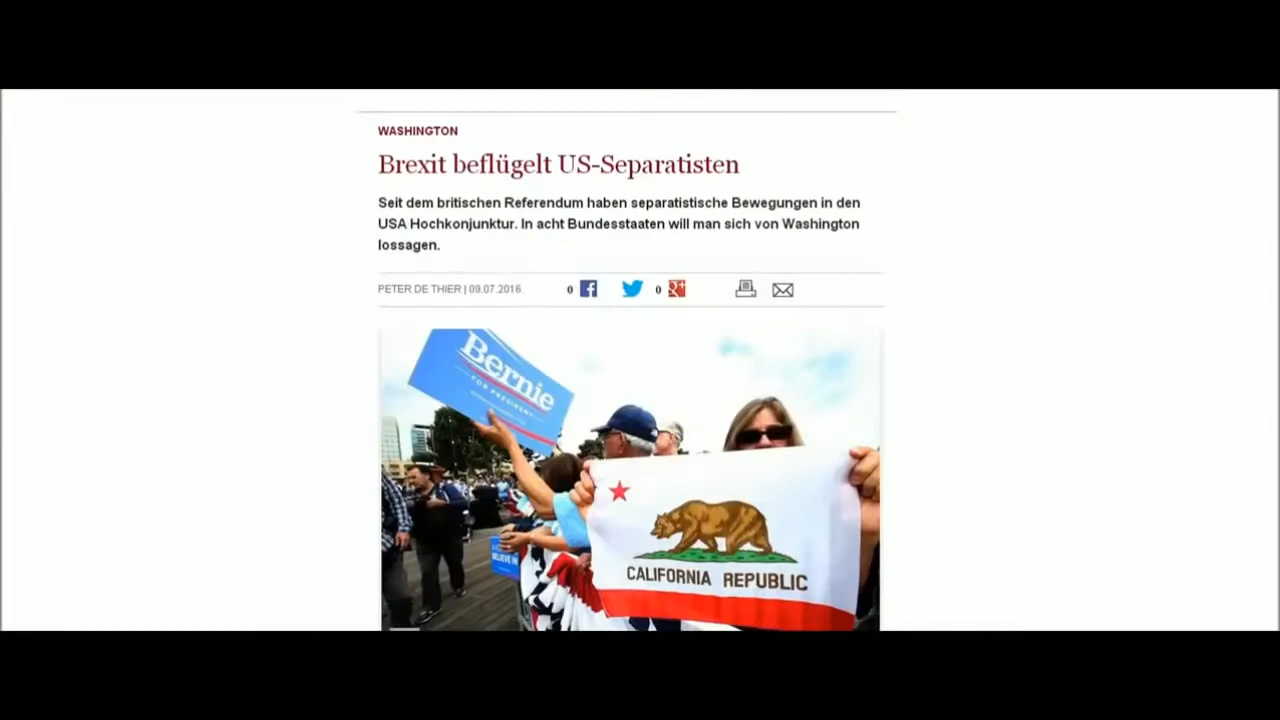 WASHINGTON
Brexit beflügelt US-Separatisten
Seit dem britischen Referendum haben separatistische Bewegungen in den
USA Hochkonjunktur. In acht Bundesstaaten will man sich von Washington
lossagen.
PETER DE THIER | 09.07.2016
0
0
Bernie
FOR PRESIDENT
BELIEVE IN
CALIFORNIA REPUBLIC